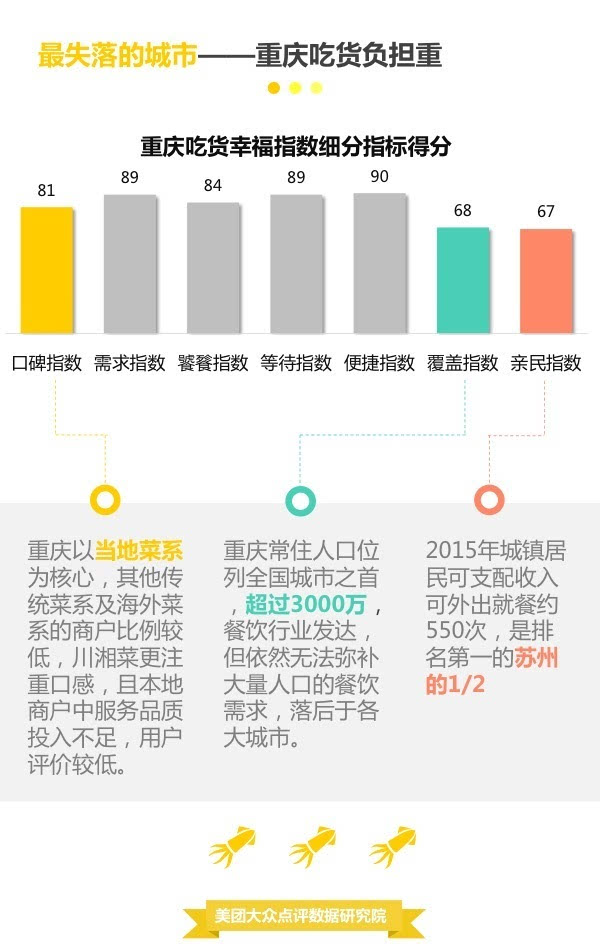 最失落的城市——重庆吃货负担重
重庆吃货幸福指数细分指标得分
81 89 84 89 90 68 67
口碑指数 需求指数 饕餮指数 等待指数 便捷指数 覆盖指数 亲民指数
重庆以当地菜系
为核心，其他传
统菜系及海外菜
系的商户比例较
低，川湘菜更注
重口感，且本地
商户中服务品质
投入不足，用户
评价较低。
重庆常住人口位
列全国城市之首
，超过3000万，
餐饮行业发达，
但依然无法弥补
大量人口的餐饮
需求，落后于各
大城市。
2015年城镇居
民可支配收入
可外出就餐约
550次，是排
名第一的苏州
的1/2
美团大众点评数据研究院